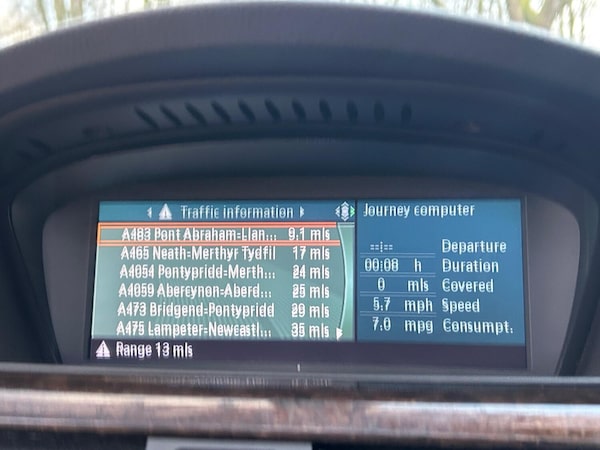 Traffic information
A483 Pont Abraham-Llan... 9.1 mls
A465 Neath-Merthyr Tydfil 17 mls
A4054 Pontypridd-Merth... 24 mls
A4059 Abercynon-Aberd... 25 mls
A473 Bridgend-Pontypridd 29 mls
A475 Lampeter-Newcastl... 35 mls
Range 13 mls
Journey computer
--:-- Departure
00:08 h Duration
0 mls Covered
5.7 mph Speed
7.0 mpg Consumpt.